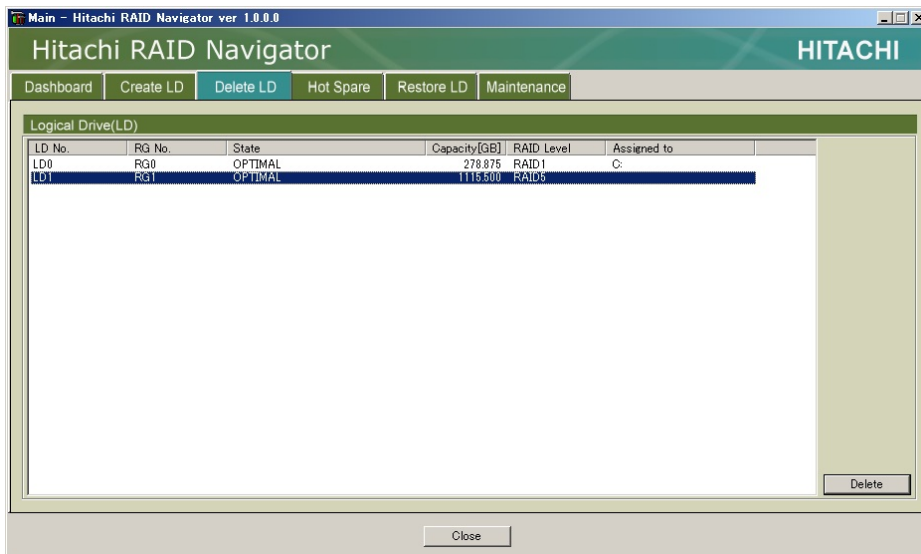 Main - Hitachi RAID Navigator ver 1.0.0.0
Hitachi RAID Navigator HITACHI
Dashboard Create LD Delete LD Hot Spare Restore LD Maintenance
Logical Drive(LD)
LD No. RG No. State Capacity[GB] RAID Level Assigned to
LD0 RG0 OPTIMAL 278.875 RAID1 C:
LD1 RG1 OPTIMAL 1115.500 RAID5
Delete
Close